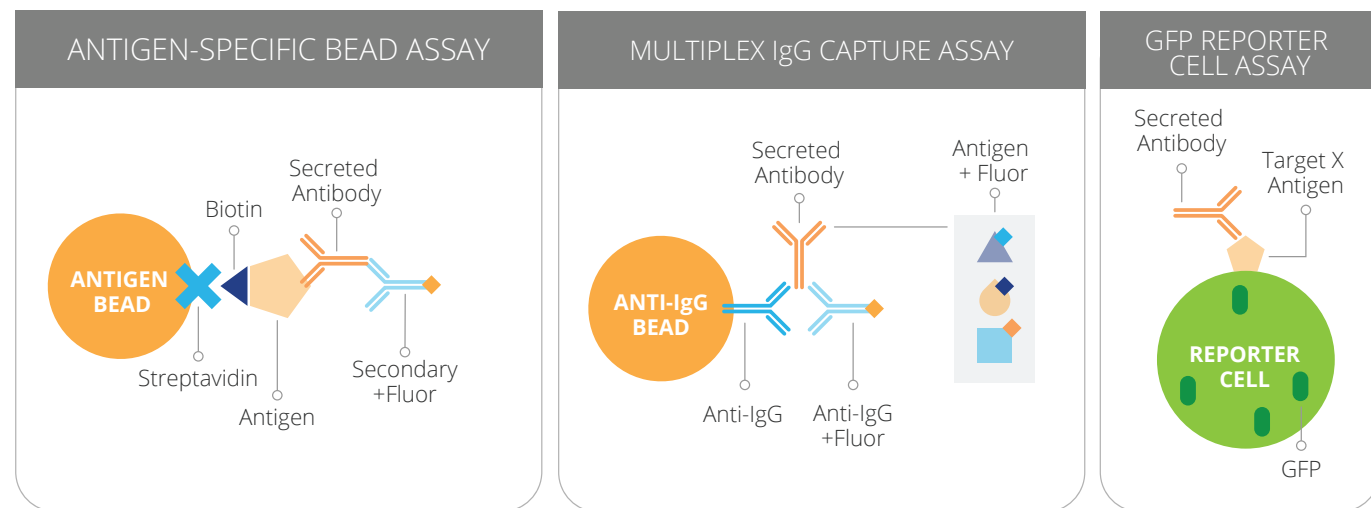 ANTIGEN-SPECIFIC BEAD ASSAY
Secreted
Antibody
Biotin
ANTIGEN
BEAD
Streptavidin
Antigen
Secondary
+Fluor
MULTIPLEX IgG CAPTURE ASSAY
Secreted
Antibody
Antigen
+ Fluor
ANTI-IgG
BEAD
Anti-IgG
Anti-IgG
+Fluor
GFP REPORTER
CELL ASSAY
Secreted
Antibody
Target X
Antigen
REPORTER
CELL
GFP